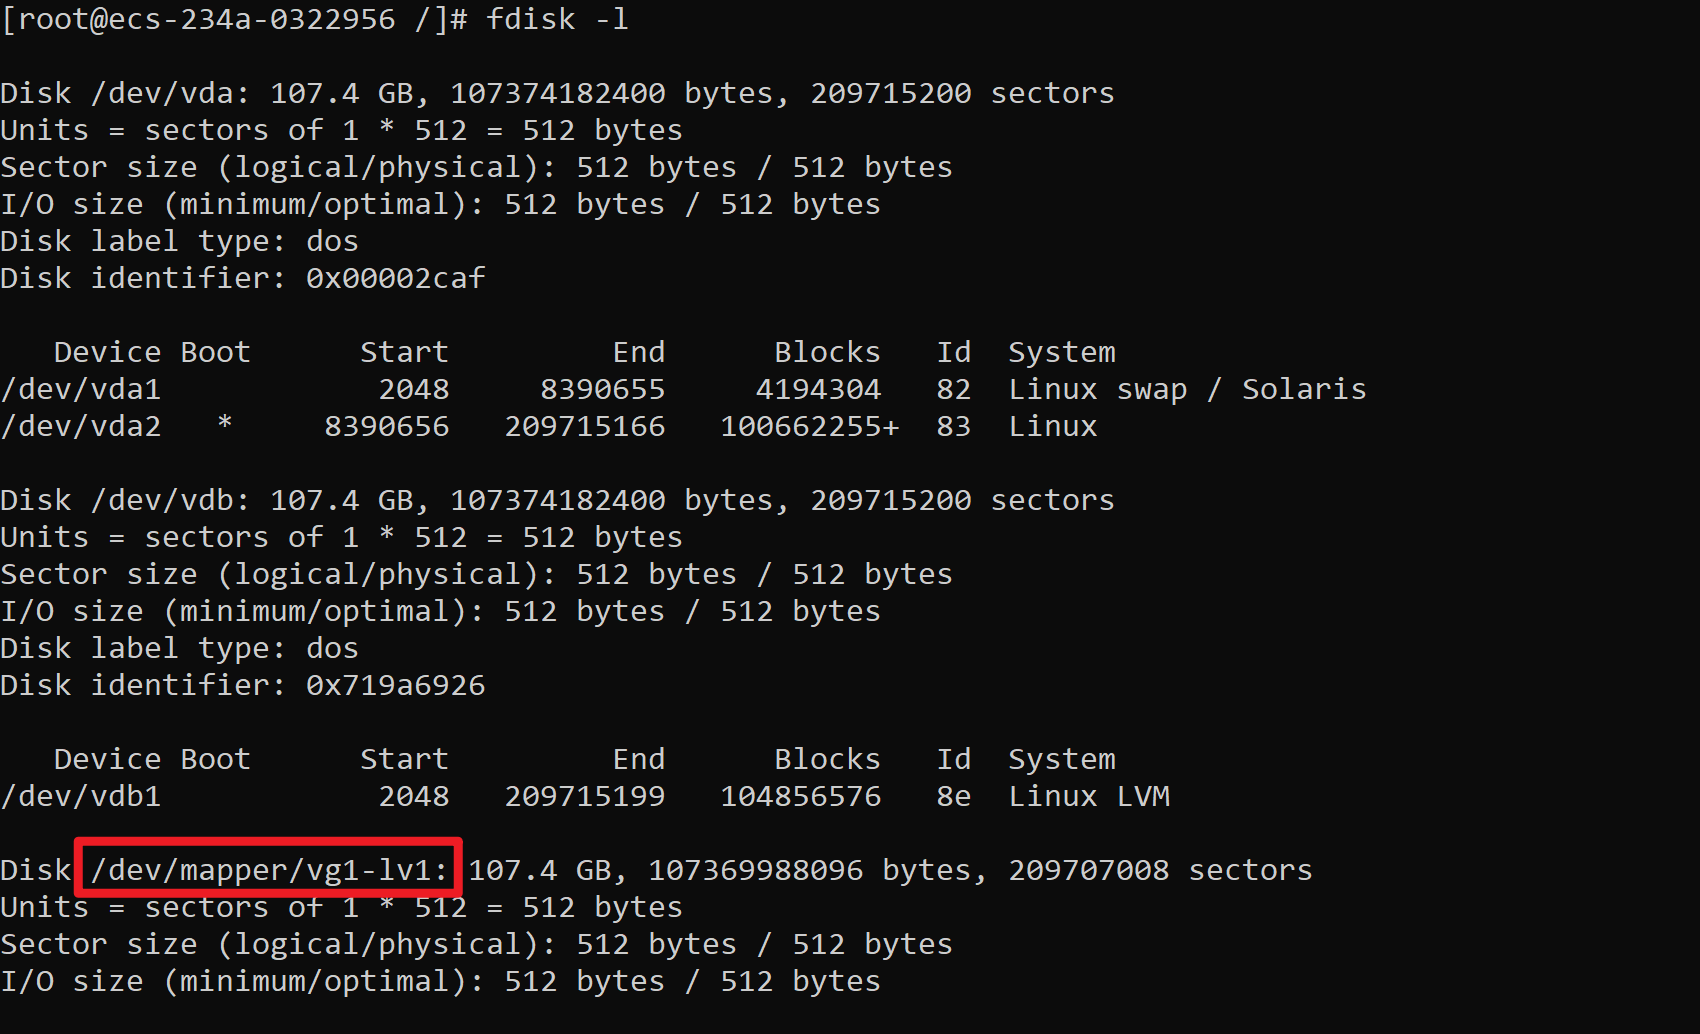 [root@ecs-234a-0322956 /]# fdisk -l
Disk /dev/vda: 107.4 GB, 107374182400 bytes, 209715200 sectors
Units = sectors of 1 * 512 = 512 bytes
Sector size (logical/physical): 512 bytes / 512 bytes
I/O size (minimum/optimal): 512 bytes / 512 bytes
Disk label type: dos
Disk identifier: 0x00002caf
   Device Boot      Start         End      Blocks   Id  System
/dev/vda1            2048     8390655     4194304   82  Linux swap / Solaris
/dev/vda2   *     8390656   209715166   100662255+  83  Linux
Disk /dev/vdb: 107.4 GB, 107374182400 bytes, 209715200 sectors
Units = sectors of 1 * 512 = 512 bytes
Sector size (logical/physical): 512 bytes / 512 bytes
I/O size (minimum/optimal): 512 bytes / 512 bytes
Disk label type: dos
Disk identifier: 0x719a6926
   Device Boot      Start         End      Blocks   Id  System
/dev/vdb1            2048   209715199   104856576   8e  Linux LVM
Disk /dev/mapper/vg1-lv1: 107.4 GB, 107369988096 bytes, 209707008 sectors
Units = sectors of 1 * 512 = 512 bytes
Sector size (logical/physical): 512 bytes / 512 bytes
I/O size (minimum/optimal): 512 bytes / 512 bytes